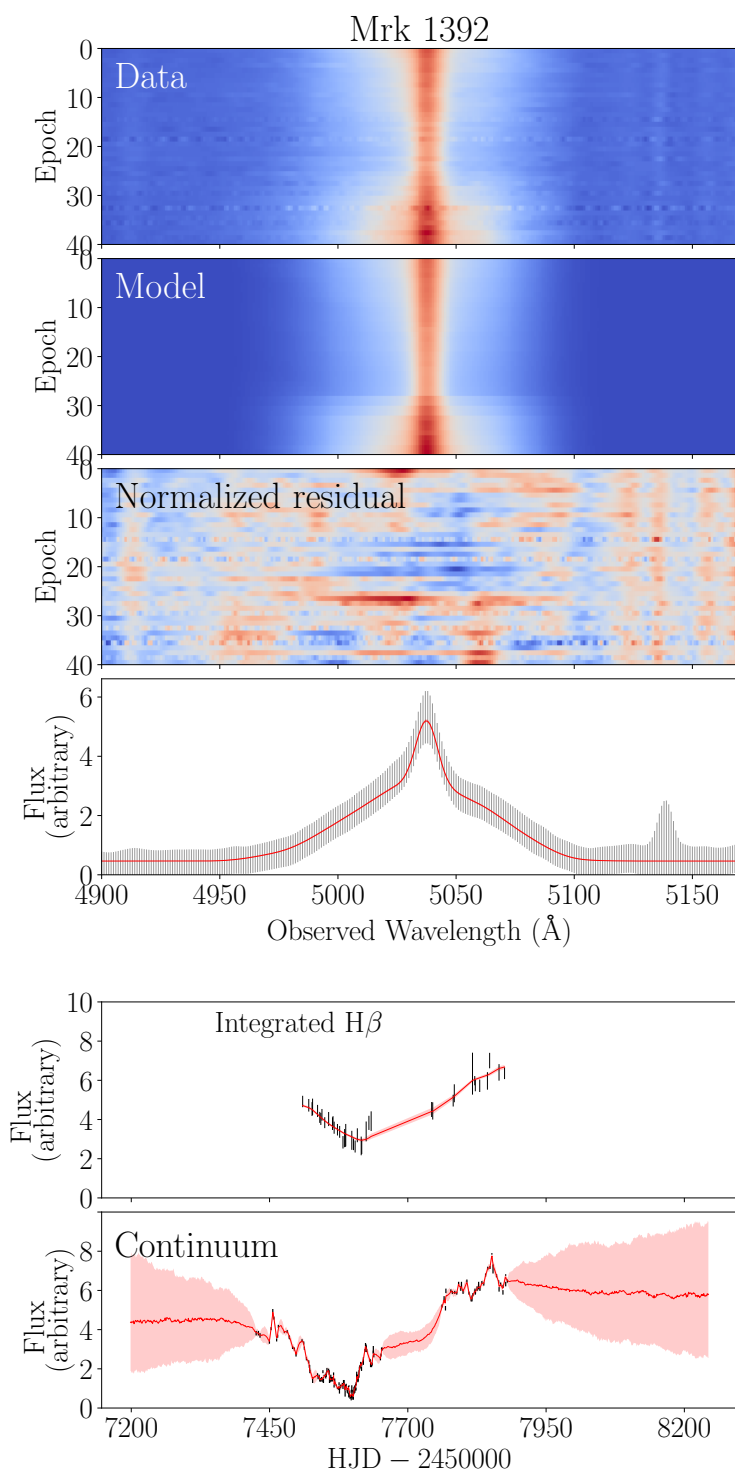 Mrk 1392
Data
Epoch
0
10
20
30
40
Model
Epoch
0
10
20
30
40
Normalized residual
Epoch
0
10
20
30
40
Flux
(arbitrary)
6
4
2
0
4900 4950 5000 5050 5100 5150
Observed Wavelength (Å)
Integrated Hβ
Flux
(arbitrary)
10
8
6
4
2
0
Continuum
Flux
(arbitrary)
8
6
4
2
0
7200 7450 7700 7950 8200
HJD − 2450000